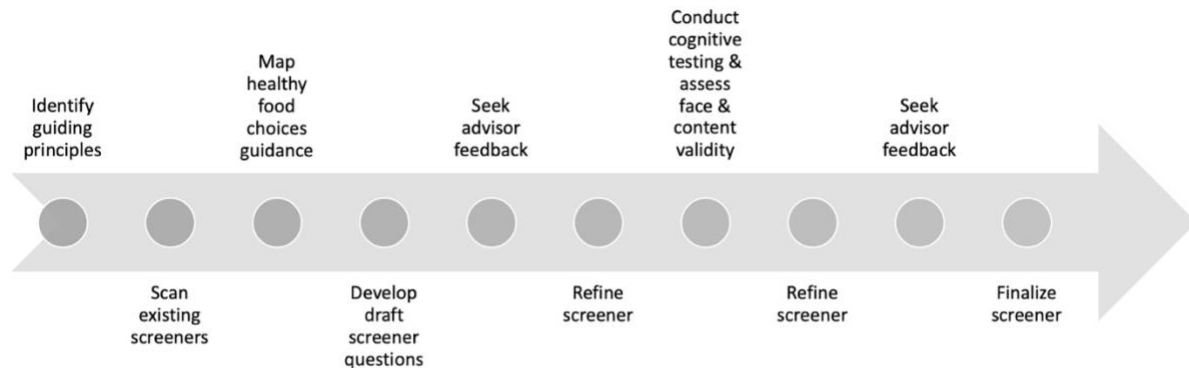 Identify
guiding
principles
Scan
existing
screeners
Map
healthy
food
choices
guidance
Develop
draft
screener
questions
Seek
advisor
feedback
Refine
screener
Conduct
cognitive
testing &
assess
face &
content
validity
Refine
screener
Seek
advisor
feedback
Finalize
screener